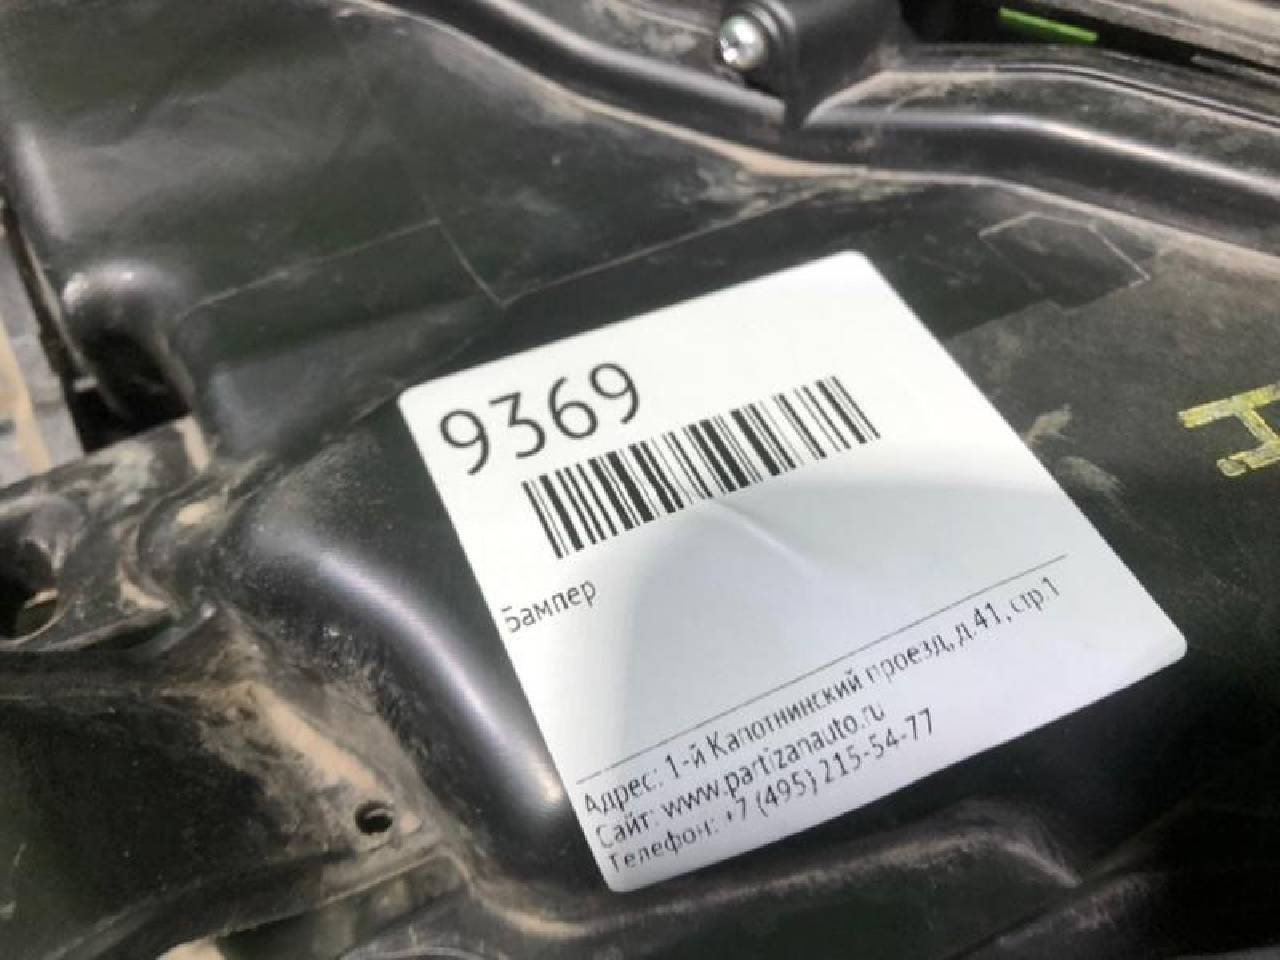 9369
Бампер
Адрес: 1-й Капотнинский проезд, д.41, стр 1
Сайт: www.partizanauto.ru
Телефон: +7 (495) 215-54-77